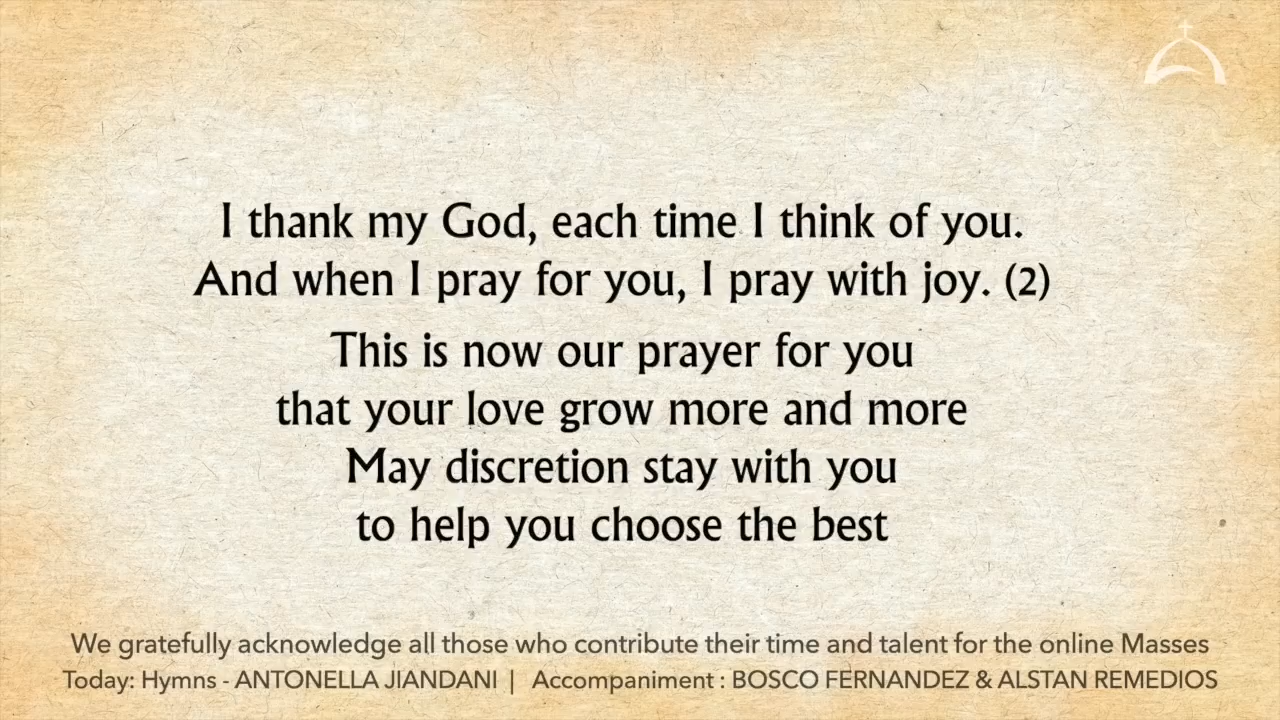 I thank my God, each time I think of you.
And when I pray for you, I pray with joy. (2)
This is now our prayer for you
that your love grow more and more
May discretion stay with you
to help you choose the best
We gratefully acknowledge all those who contribute their time and talent for the online Masses
Today: Hymns - ANTONELLA JIANDANI | Accompaniment : BOSCO FERNANDEZ & ALSTAN REMEDIOS